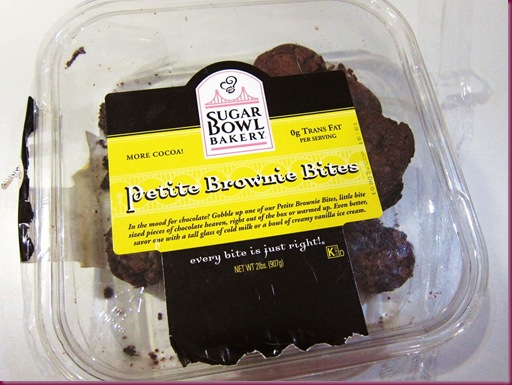 SUGAR
BOWL
BAKERY
MORE COCOA!
0g TRANS FAT
PER SERVING
Petite Brownie Bites
In the mood for chocolate? Gobble up one of our Petite Brownie Bites, little bite
sized pieces of chocolate heaven, right out of the box or warmed up. Even better,
savor one with a tall glass of cold milk or a bowl of creamy vanilla ice cream.
every bite is just right!®
NET WT 2lbs. (907g)
K D